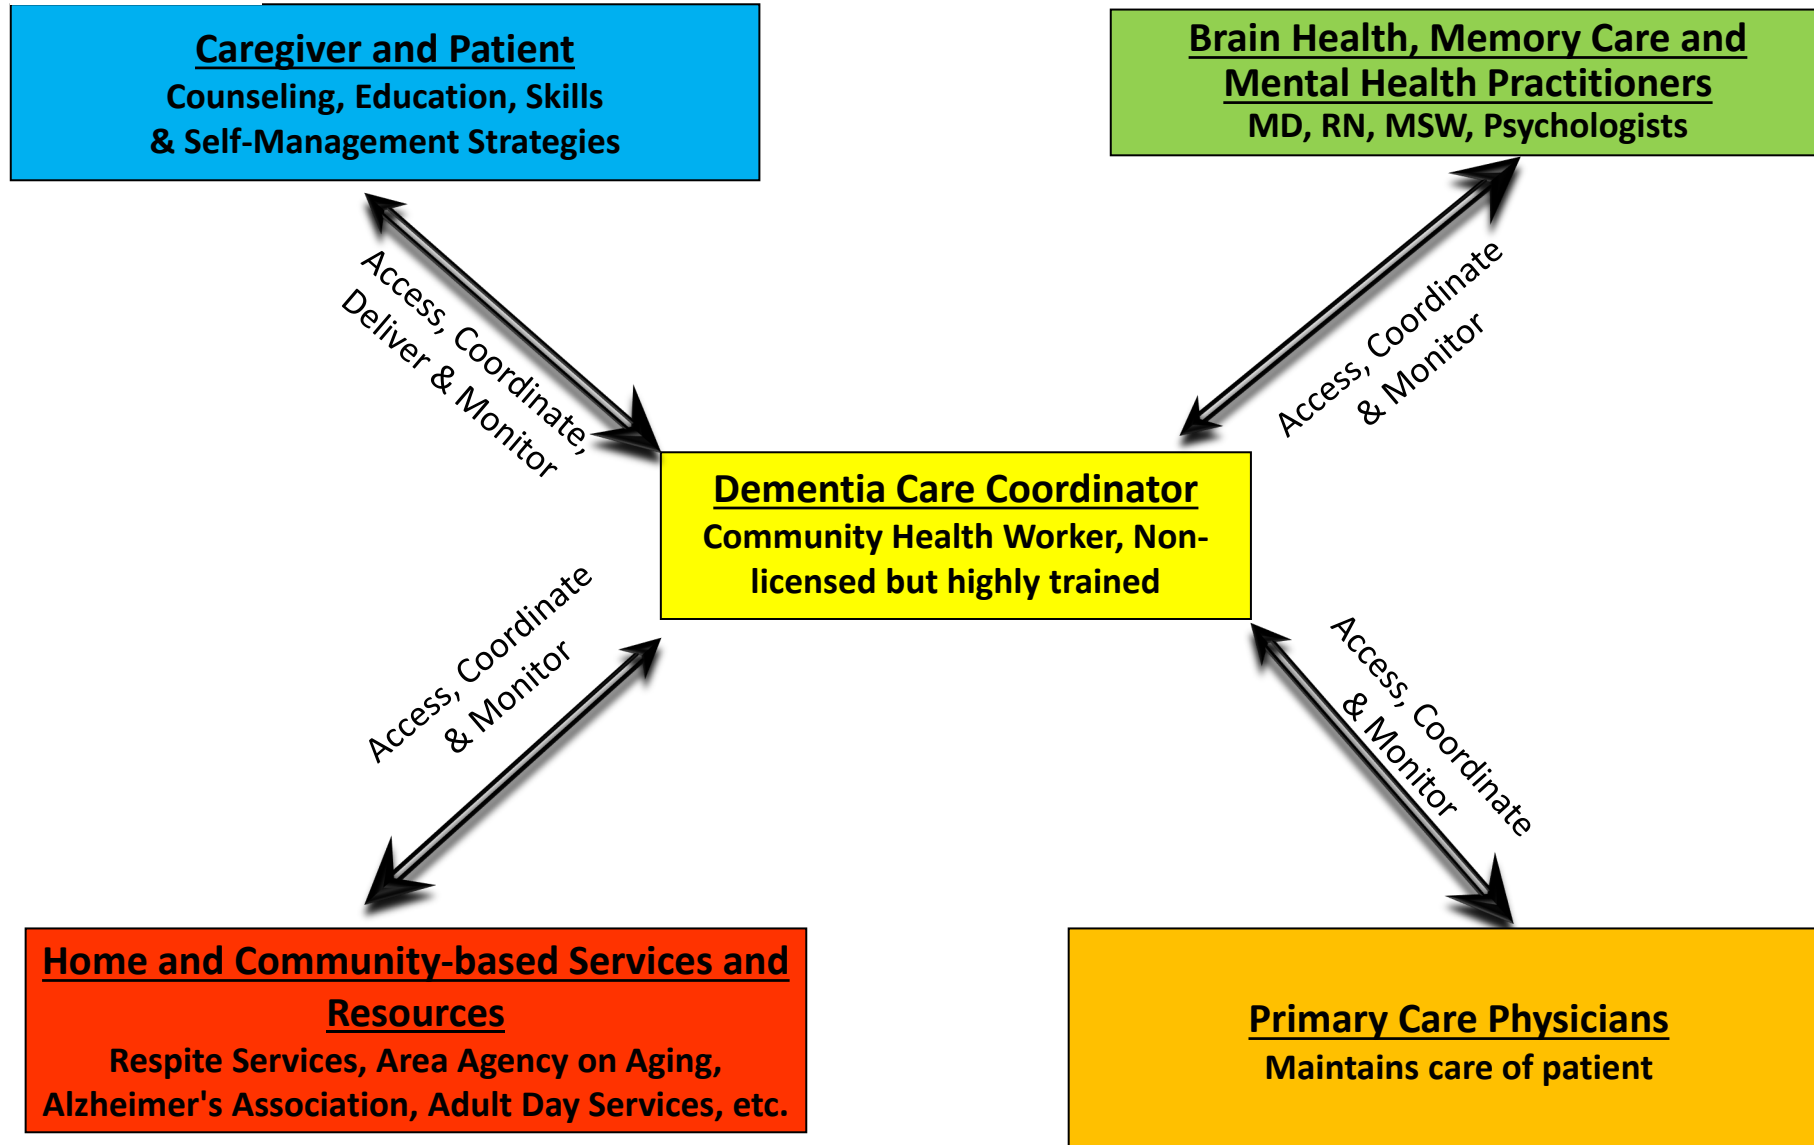 Caregiver and Patient
Counseling, Education, Skills
& Self-Management Strategies
Brain Health, Memory Care and
Mental Health Practitioners
MD, RN, MSW, Psychologists
Access, Coordinate,
Deliver & Monitor
Access, Coordinate
& Monitor
Dementia Care Coordinator
Community Health Worker, Non-
licensed but highly trained
Access, Coordinate
& Monitor
Access, Coordinate
& Monitor
Home and Community-based Services and
Resources
Respite Services, Area Agency on Aging,
Alzheimer's Association, Adult Day Services, etc.
Primary Care Physicians
Maintains care of patient